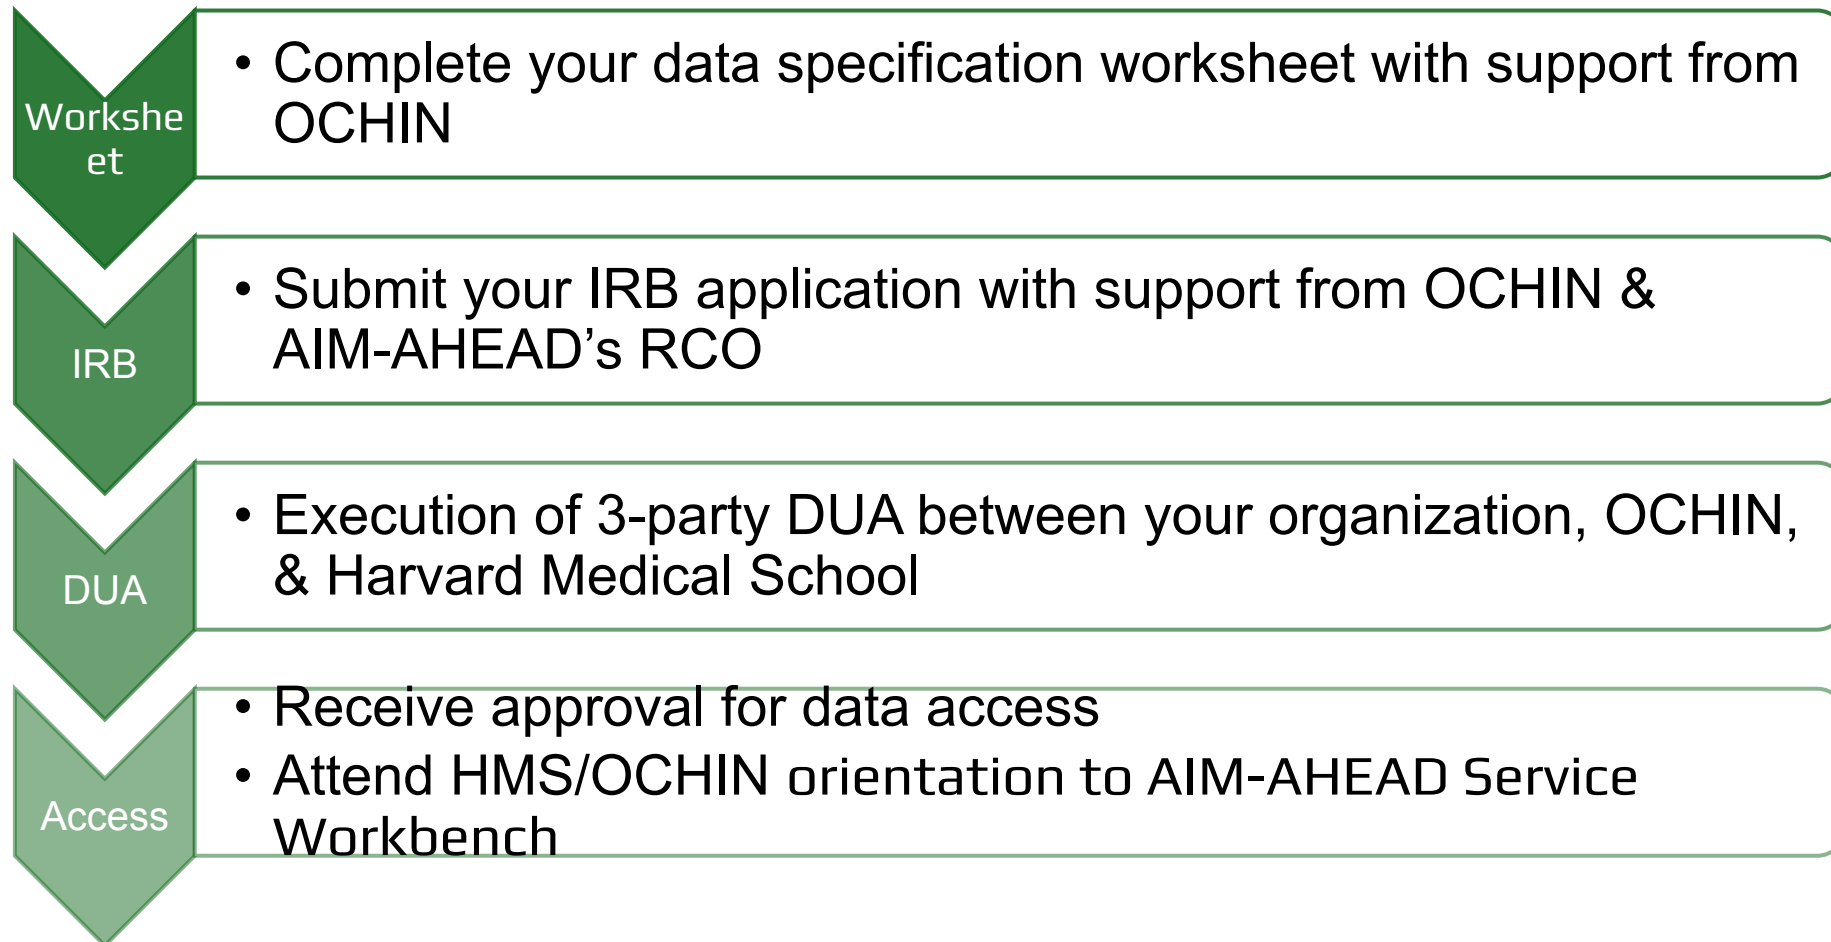 Workshe
et
• Complete your data specification worksheet with support from
OCHIN
IRB
• Submit your IRB application with support from OCHIN &
AIM-AHEAD’s RCO
DUA
• Execution of 3-party DUA between your organization, OCHIN,
& Harvard Medical School
Access
• Receive approval for data access
• Attend HMS/OCHIN orientation to AIM-AHEAD Service
Workbench